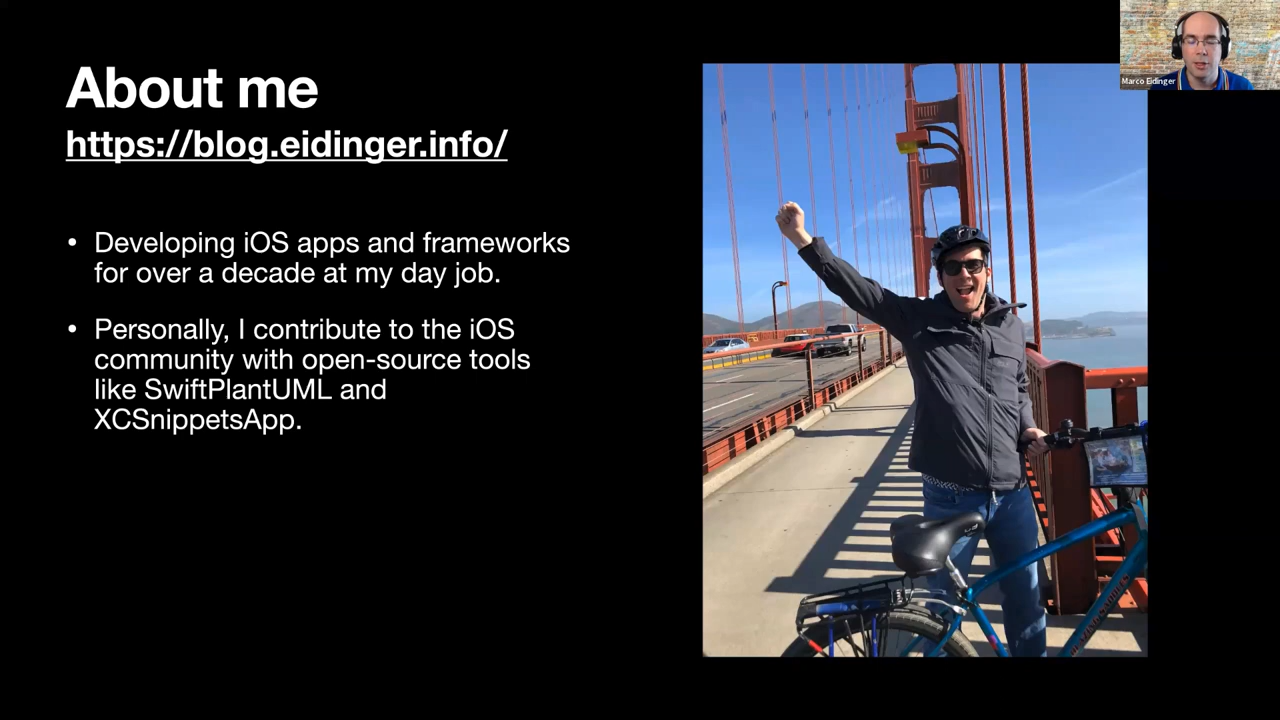 About me
https://blog.eidinger.info/
• Developing iOS apps and frameworks
for over a decade at my day job.
• Personally, I contribute to the iOS
community with open-source tools
like SwiftPlantUML and
XCSnippetsApp.
Marco Eidinger